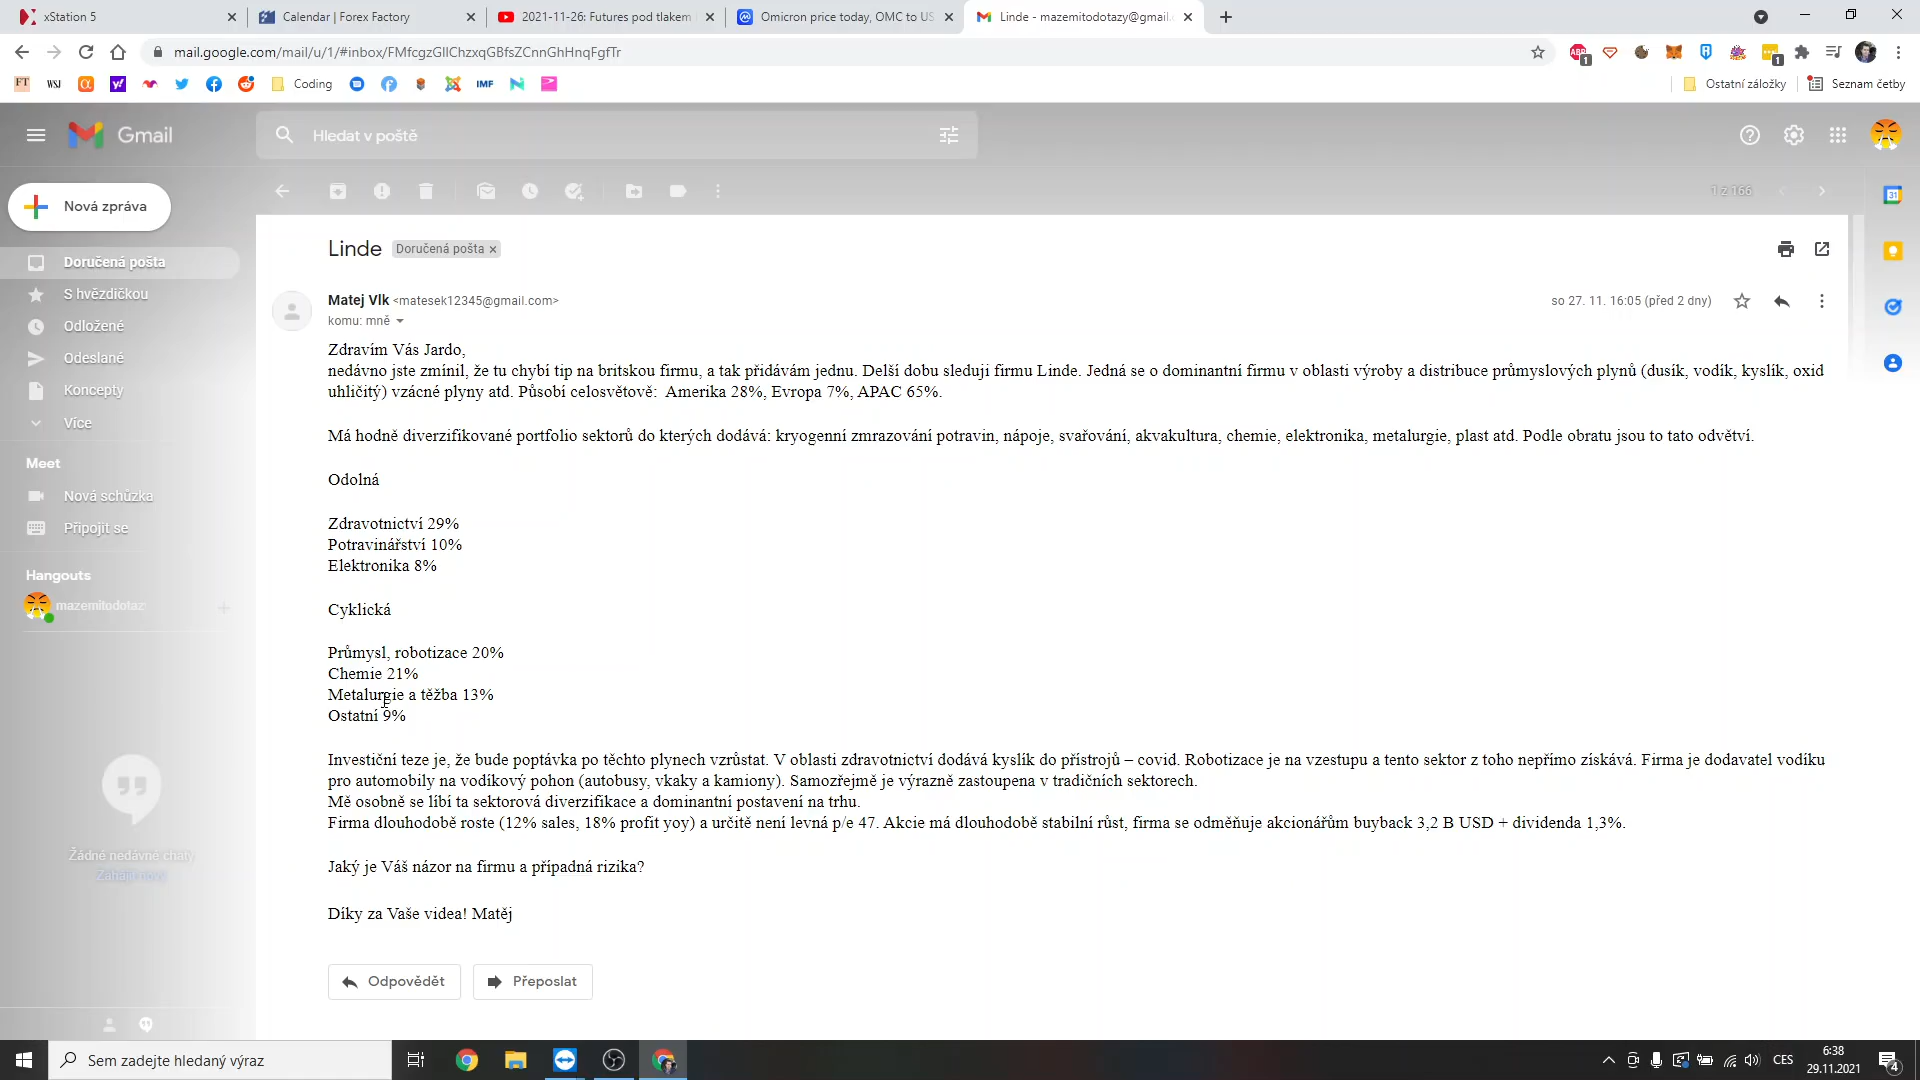 xStation 5
Calendar | Forex Factory
2021-11-26: Futures pod tlakem
Omicron price today, OMC to US
Linde - mazemitodotazy@gmail.
mail.google.com/mail/u/1/#inbox/FMfcgzGllChzxqGBfsZCnnGhHnqFgfTr
FT
WSJ
Coding
IMF
Ostatní záložky
Seznam četby
Gmail
Hledat v poště
Nová zpráva
1 z 166
Doručená pošta
S hvězdičkou
Odložené
Odeslané
Koncepty
Více
Meet
Nová schůzka
Připojit se
Hangouts
mazemitodotaz
Žádné nedávné chaty
Zahájit nový
Linde
Doručená pošta ×
Matej Vlk <matesek12345@gmail.com>
so 27. 11. 16:05 (před 2 dny)
komu: mně
Zdravím Vás Jardo,
nedávno jste zmínil, že tu chybí tip na britskou firmu, a tak přidávám jednu. Delší dobu sleduji firmu Linde. Jedná se o dominantní firmu v oblasti výroby a distribuce průmyslových plynů (dusík, vodík, kyslík, oxid
uhličitý) vzácné plyny atd. Působí celosvětově:  Amerika 28%, Evropa 7%, APAC 65%.
Má hodně diverzifikované portfolio sektorů do kterých dodává: kryogenní zmrazování potravin, nápoje, svařování, akvakultura, chemie, elektronika, metalurgie, plast atd. Podle obratu jsou to tato odvětví.
Odolná
Zdravotnictví 29%
Potravinářství 10%
Elektronika 8%
Cyklická
Průmysl, robotizace 20%
Chemie 21%
Metalurgie a těžba 13%
Ostatní 9%
Investiční teze je, že bude poptávka po těchto plynech vzrůstat. V oblasti zdravotnictví dodává kyslík do přístrojů – covid. Robotizace je na vzestupu a tento sektor z toho nepřímo získává. Firma je dodavatel vodíku
pro automobily na vodíkový pohon (autobusy, vkaky a kamiony). Samozřejmě je výrazně zastoupena v tradičních sektorech.
Mě osobně se líbí ta sektorová diverzifikace a dominantní postavení na trhu.
Firma dlouhodobě roste (12% sales, 18% profit yoy) a určitě není levná p/e 47. Akcie má dlouhodobě stabilní růst, firma se odměňuje akcionářům buyback 3,2 B USD + dividenda 1,3%.
Jaký je Váš názor na firmu a případná rizika?
Díky za Vaše videa! Matěj
Odpovědět
Přeposlat
Sem zadejte hledaný výraz
CES
6:38
29.11.2021
4